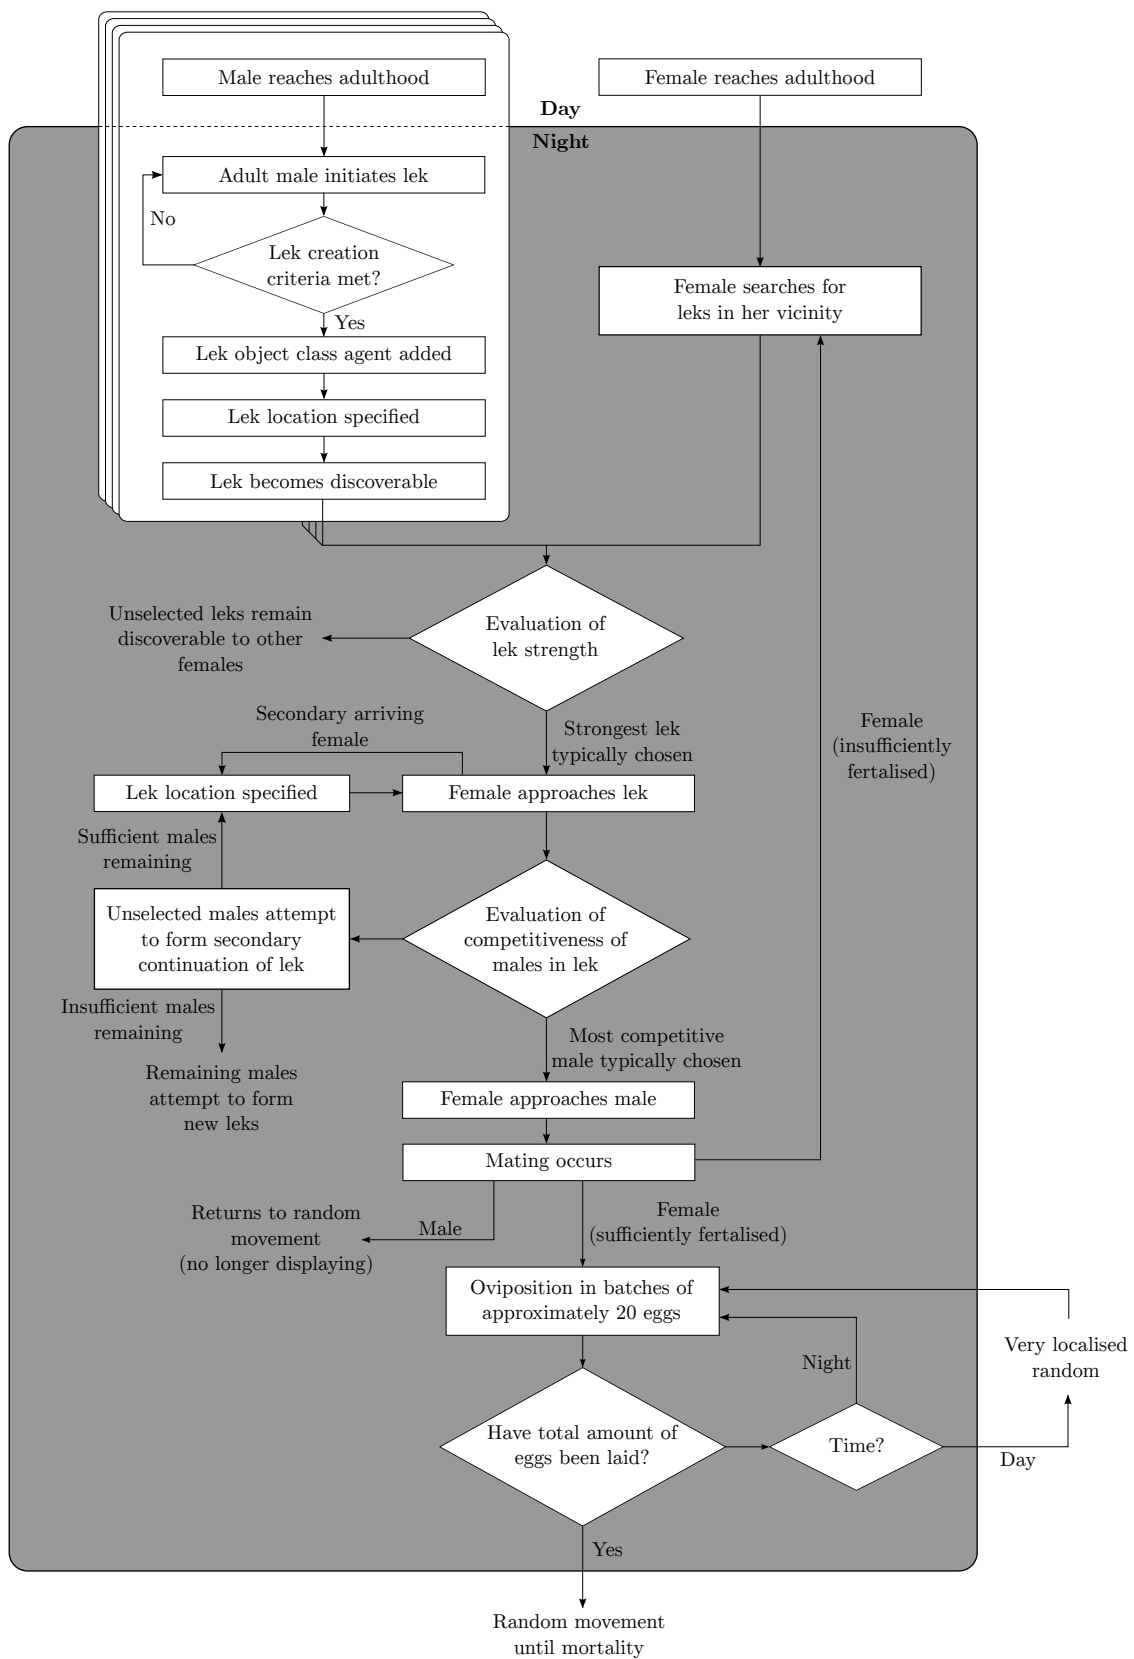 Male reaches adulthood
Female reaches adulthood
Day
Night
Adult male initiates lek
No
Lek creation
criteria met?
Yes
Lek object class agent added
Lek location specified
Lek becomes discoverable
Female searches for
leks in her vicinity
Evaluation of
lek strength
Unselected leks remain
discoverable to other
females
Secondary arriving
female
Strongest lek
typically chosen
Female
(insufficiently
fertalised)
Lek location specified
Female approaches lek
Sufficient males
remaining
Unselected males attempt
to form secondary
continuation of lek
Evaluation of
competitiveness of
males in lek
Insufficient males
remaining
Remaining males
attempt to form
new leks
Most competitive
male typically chosen
Female approaches male
Mating occurs
Returns to random
movement
(no longer displaying)
Male
Female
(sufficiently fertalised)
Oviposition in batches of
approximately 20 eggs
Night
Very localised
random
Have total amount of
eggs been laid?
Time?
Day
Yes
Random movement
until mortality